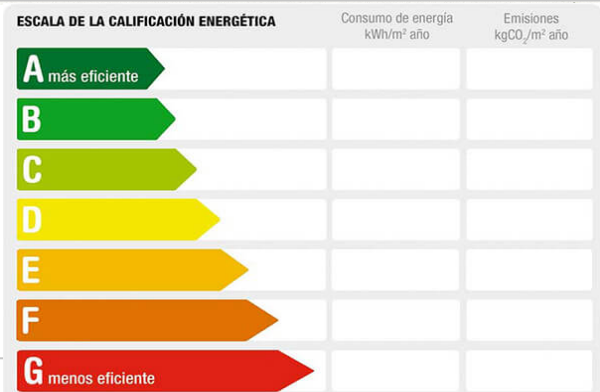 ESCALA DE LA CALIFICACIÓN ENERGÉTICA
Consumo de energía
kWh/m² año
Emisiones
kgCO₂/m² año
A más eficiente
B
C
D
E
F
G menos eficiente